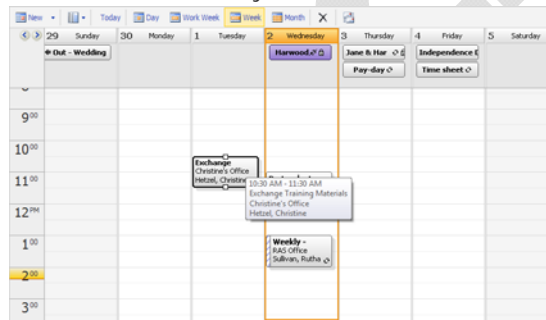 New Today Day Work Week Week Month
29 Sunday 30 Monday 1 Tuesday 2 Wednesday 3 Thursday 4 Friday 5 Saturday
Out - Wedding Harwood Jane & Har Independence D
Pay-day Time sheet
9 00
10 00
Exchange
Christine's Office
Hetzel, Christine
11 00
10:30 AM - 11:30 AM
Exchange Training Materials
Christine's Office
Hetzel, Christine
12 PM
1 00
Weekly -
RAS Office
Sullivan, Rutha
2 00
3 00